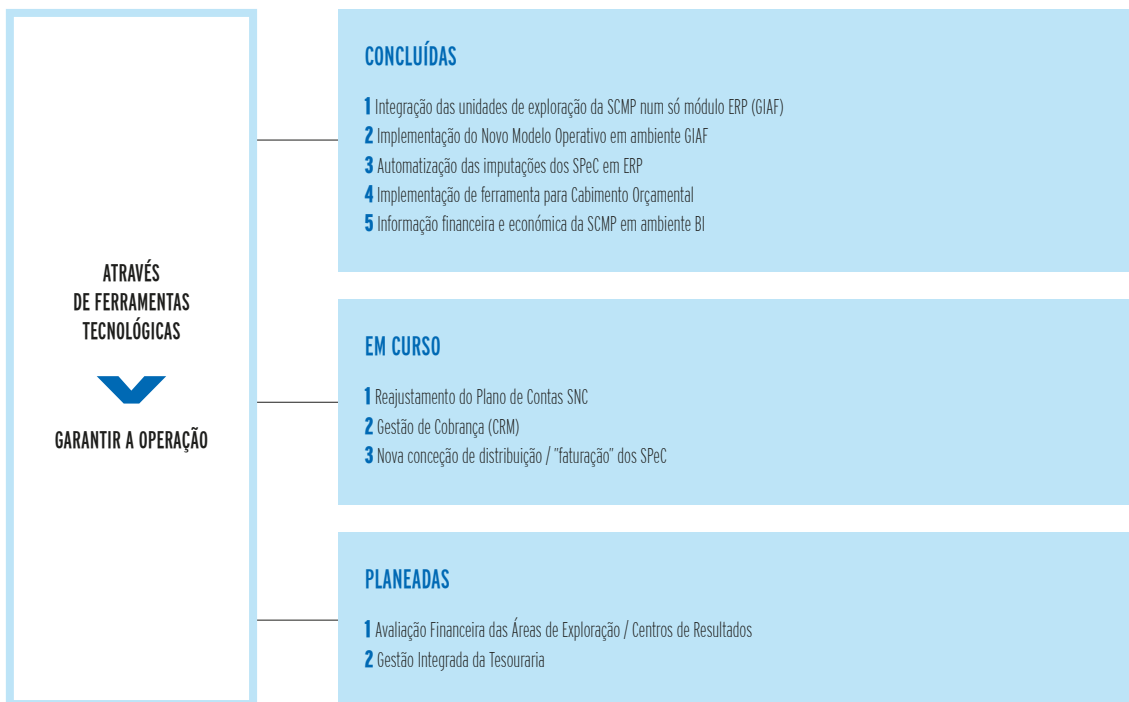 ATRAVÉS
DE FERRAMENTAS
TECNOLÓGICAS
GARANTIR A OPERAÇÃO
CONCLUÍDAS
1 Integração das unidades de exploração da SCMP num só módulo ERP (GIAF)
2 Implementação do Novo Modelo Operativo em ambiente GIAF
3 Automatização das imputações dos SPeC em ERP
4 Implementação de ferramenta para Cabimento Orçamental
5 Informação financeira e económica da SCMP em ambiente BI
EM CURSO
1 Reajustamento do Plano de Contas SNC
2 Gestão de Cobrança (CRM)
3 Nova conceção de distribuição / "faturação" dos SPeC
PLANEADAS
1 Avaliação Financeira das Áreas de Exploração / Centros de Resultados
2 Gestão Integrada da Tesouraria